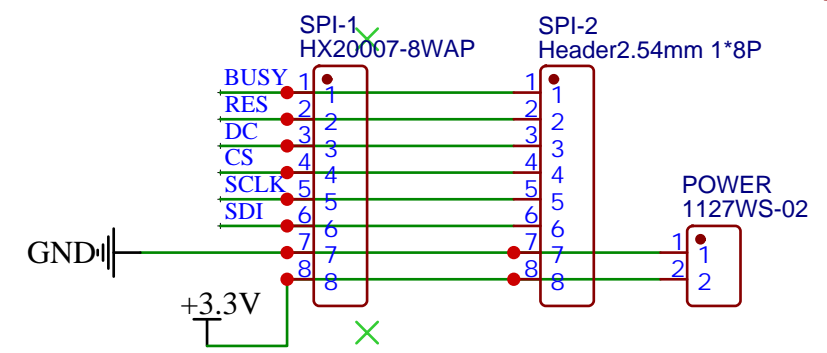 SPI-1
HX20007-8WAP
SPI-2
Header2.54mm 1*8P
BUSY 1 1 1 1
RES 2 2 2 2
DC 3 3 3 3
CS 4 4 4 4
SCLK 5 5 5 5
SDI 6 6 6 6
POWER
1127WS-02
GND 7 7 7 7 1 1
8 8 8 8 2 2
+3.3V